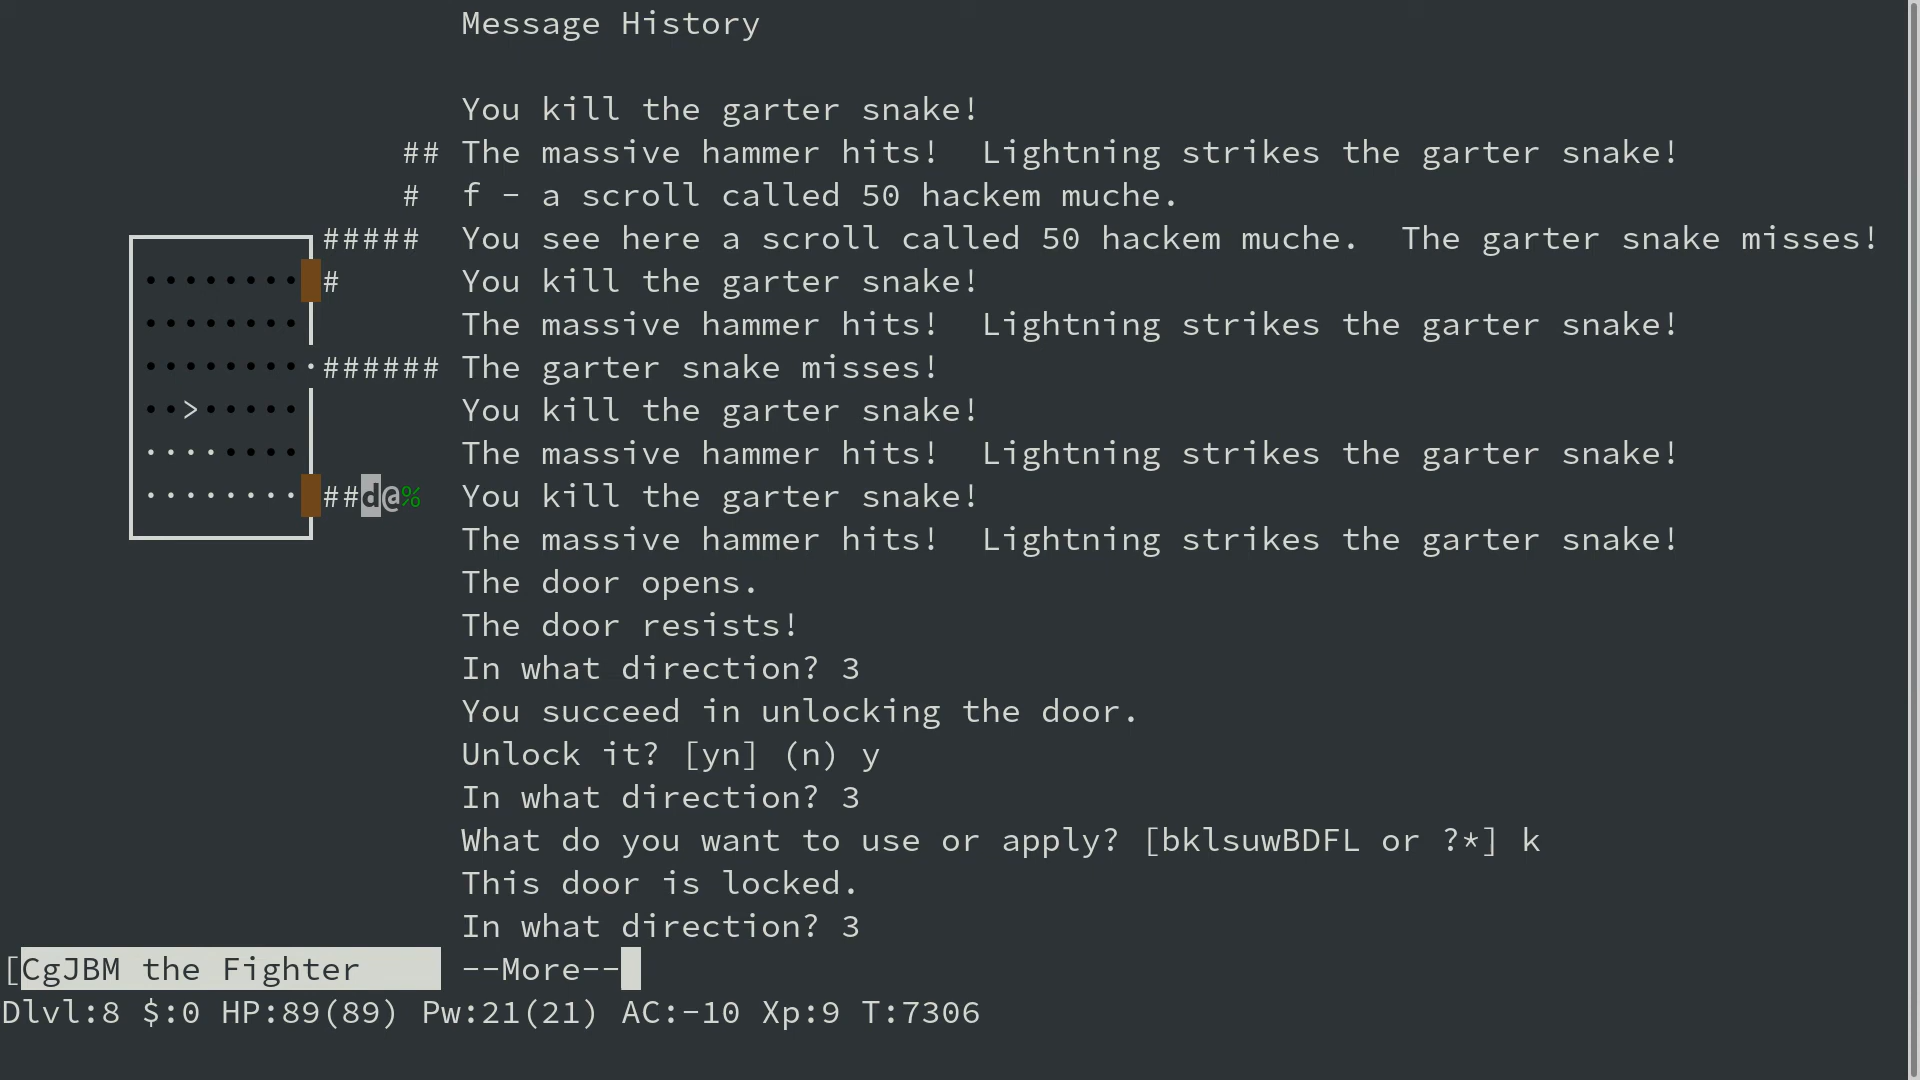 Message History
You kill the garter snake!
## The massive hammer hits!  Lightning strikes the garter snake!
#  f - a scroll called 50 hackem muche.
#####  You see here a scroll called 50 hackem muche.  The garter snake misses!
........ #  You kill the garter snake!
........  The massive hammer hits!  Lightning strikes the garter snake!
.........###### The garter snake misses!
..>.....  You kill the garter snake!
........  The massive hammer hits!  Lightning strikes the garter snake!
........ ##d@%  You kill the garter snake!
The massive hammer hits!  Lightning strikes the garter snake!
The door opens.
The door resists!
In what direction? 3
You succeed in unlocking the door.
Unlock it? [yn] (n) y
In what direction? 3
What do you want to use or apply? [bklsuwBDFL or ?*] k
This door is locked.
In what direction? 3
[CgJBM the Fighter --More--
Dlvl:8 $:0 HP:89(89) Pw:21(21) AC:-10 Xp:9 T:7306